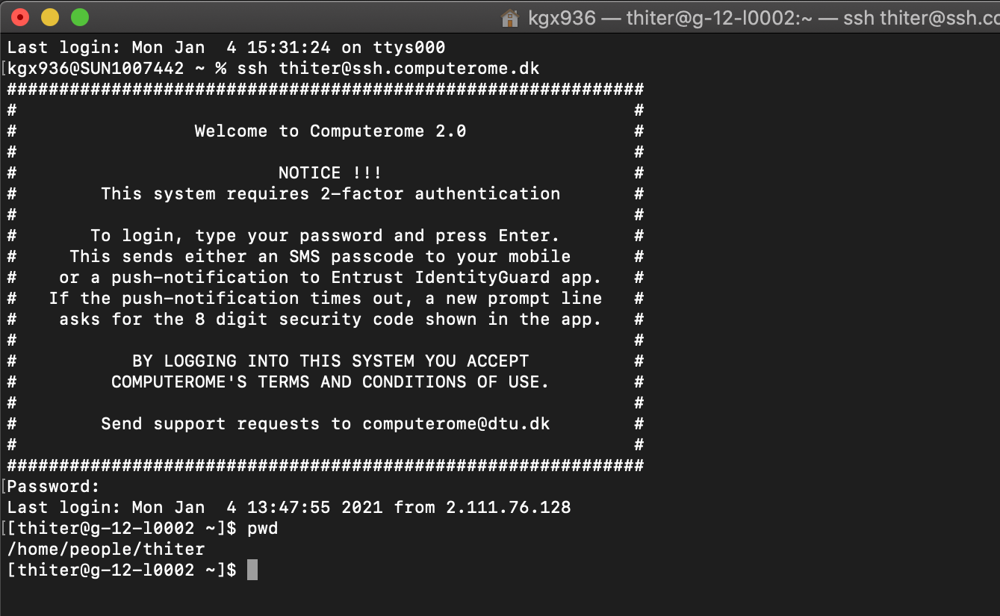 kgx936 — thiter@g-12-l0002:~ — ssh thiter@ssh.co
Last login: Mon Jan  4 15:31:24 on ttys000
[kgx936@SUN1007442 ~ % ssh thiter@ssh.computerome.dk
#############################################################
#                                                           #
#                 Welcome to Computerome 2.0                #
#                                                           #
#                         NOTICE !!!                        #
#        This system requires 2-factor authentication       #
#                                                           #
#       To login, type your password and press Enter.       #
#     This sends either an SMS passcode to your mobile      #
#    or a push-notification to Entrust IdentityGuard app.   #
#   If the push-notification times out, a new prompt line   #
#    asks for the 8 digit security code shown in the app.   #
#                                                           #
#           BY LOGGING INTO THIS SYSTEM YOU ACCEPT          #
#         COMPUTEROME'S TERMS AND CONDITIONS OF USE.        #
#                                                           #
#        Send support requests to computerome@dtu.dk        #
#                                                           #
#############################################################
[Password:
Last login: Mon Jan  4 13:47:55 2021 from 2.111.76.128
[[thiter@g-12-l0002 ~]$ pwd
/home/people/thiter
[thiter@g-12-l0002 ~]$